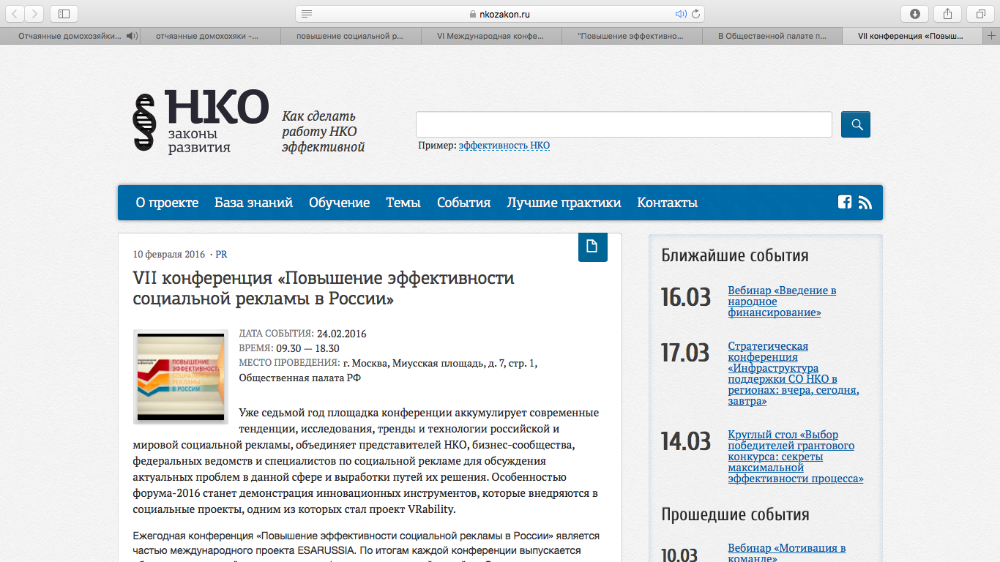 nkozakon.ru
Отчаянные домохозяйки...
отчяанные домохохяки -...
повышение социальной р...
VI Международная конфе...
"Повышение эффективно...
В Общественной палате п...
VII конференция «Повыш...
НКО
законы
развития
Как сделать
работу НКО
эффективной
Пример: эффективность НКО
О проекте База знаний Обучение Темы События Лучшие практики Контакты
10 февраля 2016 · PR
VII конференция «Повышение эффективности
социальной рекламы в России»
ПОВЫШЕНИЕ
ЭФФЕКТИВНОСТ
СОЦИАЛЬН
РЕКЛАМЫ
В РОССИИ
ДАТА СОБЫТИЯ: 24.02.2016
ВРЕМЯ: 09.30 — 18.30
МЕСТО ПРОВЕДЕНИЯ: г. Москва, Миусская площадь, д. 7, стр. 1,
Общественная палата РФ
Уже седьмой год площадка конференции аккумулирует современные
тенденции, исследования, тренды и технологии российской и
мировой социальной рекламы, объединяет представителей НКО, бизнес-сообщества,
федеральных ведомств и специалистов по социальной рекламе для обсуждения
актуальных проблем в данной сфере и выработки путей их решения. Особенностью
форума-2016 станет демонстрация инновационных инструментов, которые внедряются в
социальные проекты, одним из которых стал проект VRability.
Ежегодная конференция «Повышение эффективности социальной рекламы в России» является
частью международного проекта ESARUSSIA. По итогам каждой конференции выпускается
Ближайшие события
16.03
Вебинар «Введение в
народное
финансирование»
17.03
Стратегическая
конференция
«Инфраструктура
поддержки СО НКО в
регионах: вчера, сегодня,
завтра»
14.03
Круглый стол «Выбор
победителей грантового
конкурса: секреты
максимальной
эффективности процесса»
Прошедшие события
10.03
Вебинар «Мотивация в
команде»